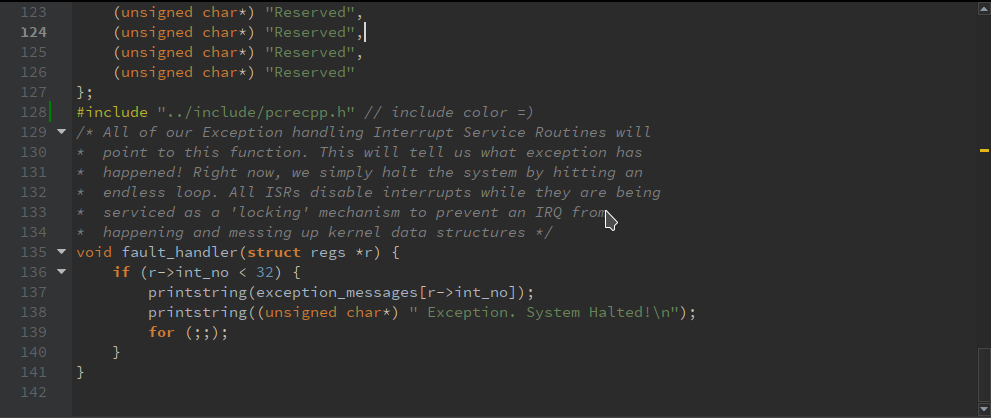 123 (unsigned char*) "Reserved",
124 (unsigned char*) "Reserved",
125 (unsigned char*) "Reserved",
126 (unsigned char*) "Reserved"
127 };
128 #include "../include/pcrecpp.h" // include color =)
129 /* All of our Exception handling Interrupt Service Routines will
130 * point to this function. This will tell us what exception has
131 * happened! Right now, we simply halt the system by hitting an
132 * endless loop. All ISRs disable interrupts while they are being
133 * serviced as a 'locking' mechanism to prevent an IRQ from
134 * happening and messing up kernel data structures */
135 void fault_handler(struct regs *r) {
136 if (r->int_no < 32) {
137 printstring(exception_messages[r->int_no]);
138 printstring((unsigned char*) " Exception. System Halted!\n");
139 for (;;);
140 }
141 }
142